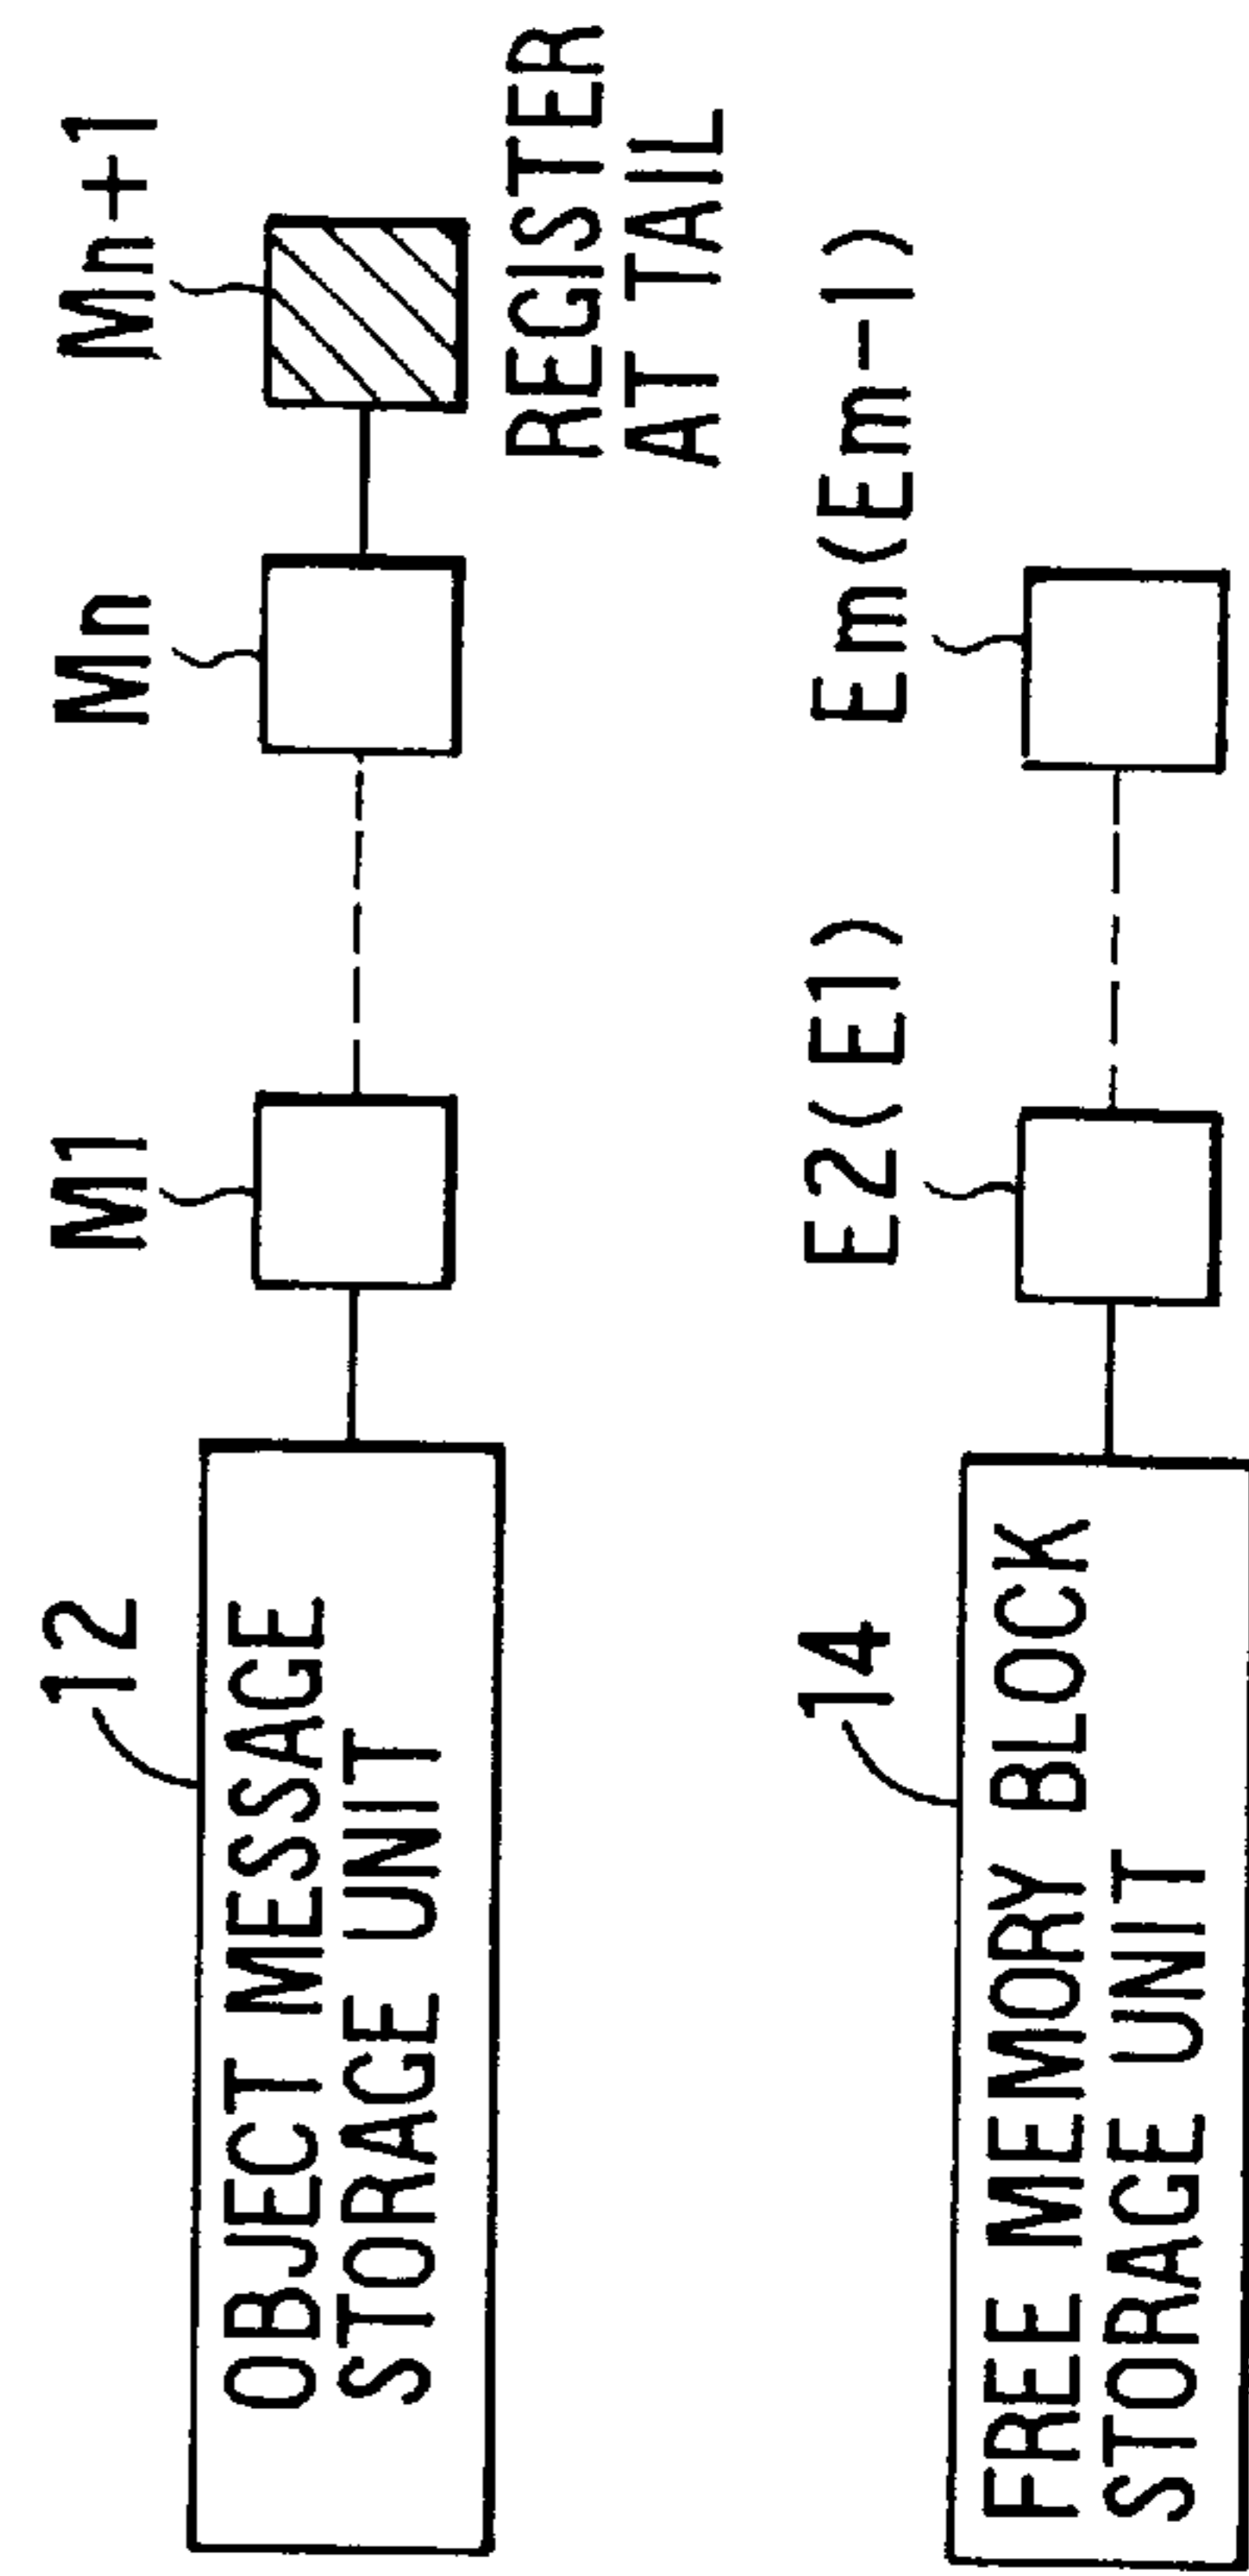 12
OBJECT MESSAGE
STORAGE UNIT
M1
Mn
Mn+1
REGISTER
AT TAIL
14
FREE MEMORY BLOCK
STORAGE UNIT
E2(E1)
Em(Em-1)